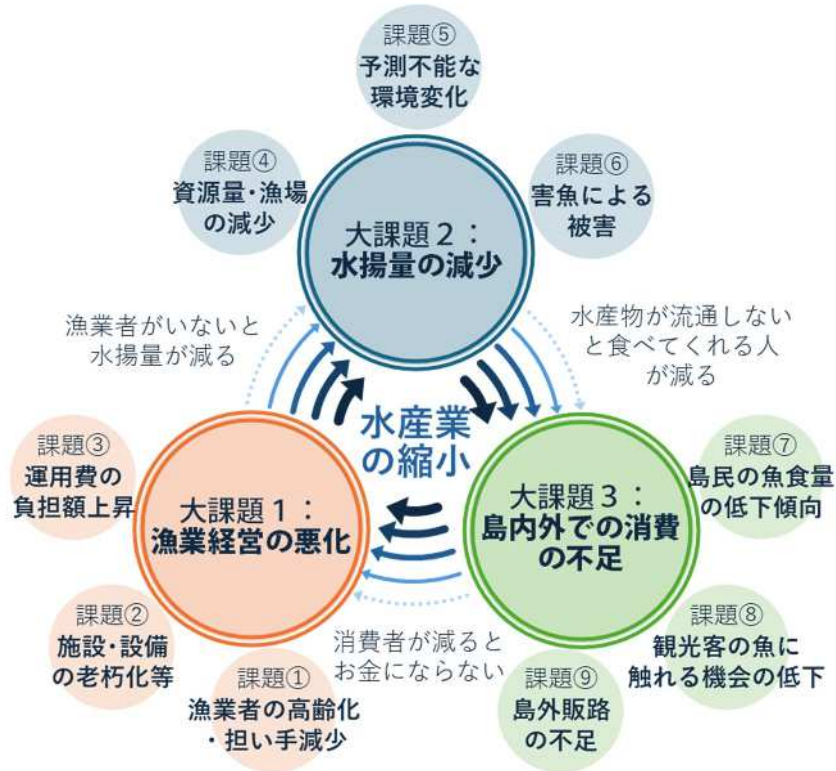 課題⑤
予測不能な
環境変化
課題④
資源量・漁場
の減少
課題⑥
害魚による
被害
大課題2：
水揚量の減少
漁業者がいないと
水揚量が減る
水産物が流通しない
と食べてくれる人
が減る
水産業
の縮小
課題③
運用費の
負担額上昇
大課題1：
漁業経営の悪化
大課題3：
島内外での消費
の不足
課題⑦
島民の魚食量
の低下傾向
課題②
施設・設備
の老朽化等
課題①
漁業者の高齢化
・担い手減少
消費者が減ると
お金にならない
課題⑨
島外販路
の不足
課題⑧
観光客の魚に
触れる機会の低下